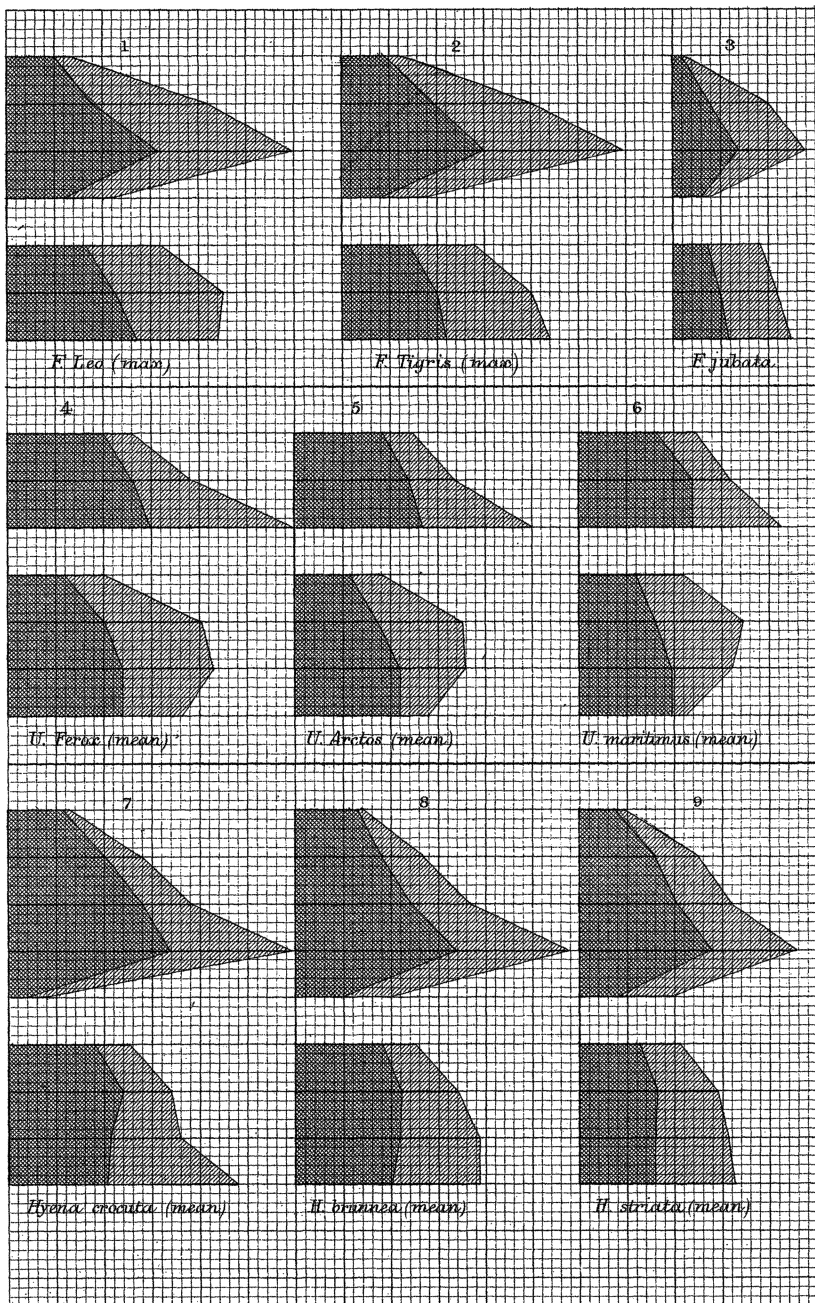 1 2 3
F. Leo (max) F. Tigris (max) F. jubata
4 5 6
U. Ferox (mean) U. Arctos (mean) U. maritimus (mean)
7 8 9
Hyena crocuta (mean) H. brunnea (mean) H. striata (mean)